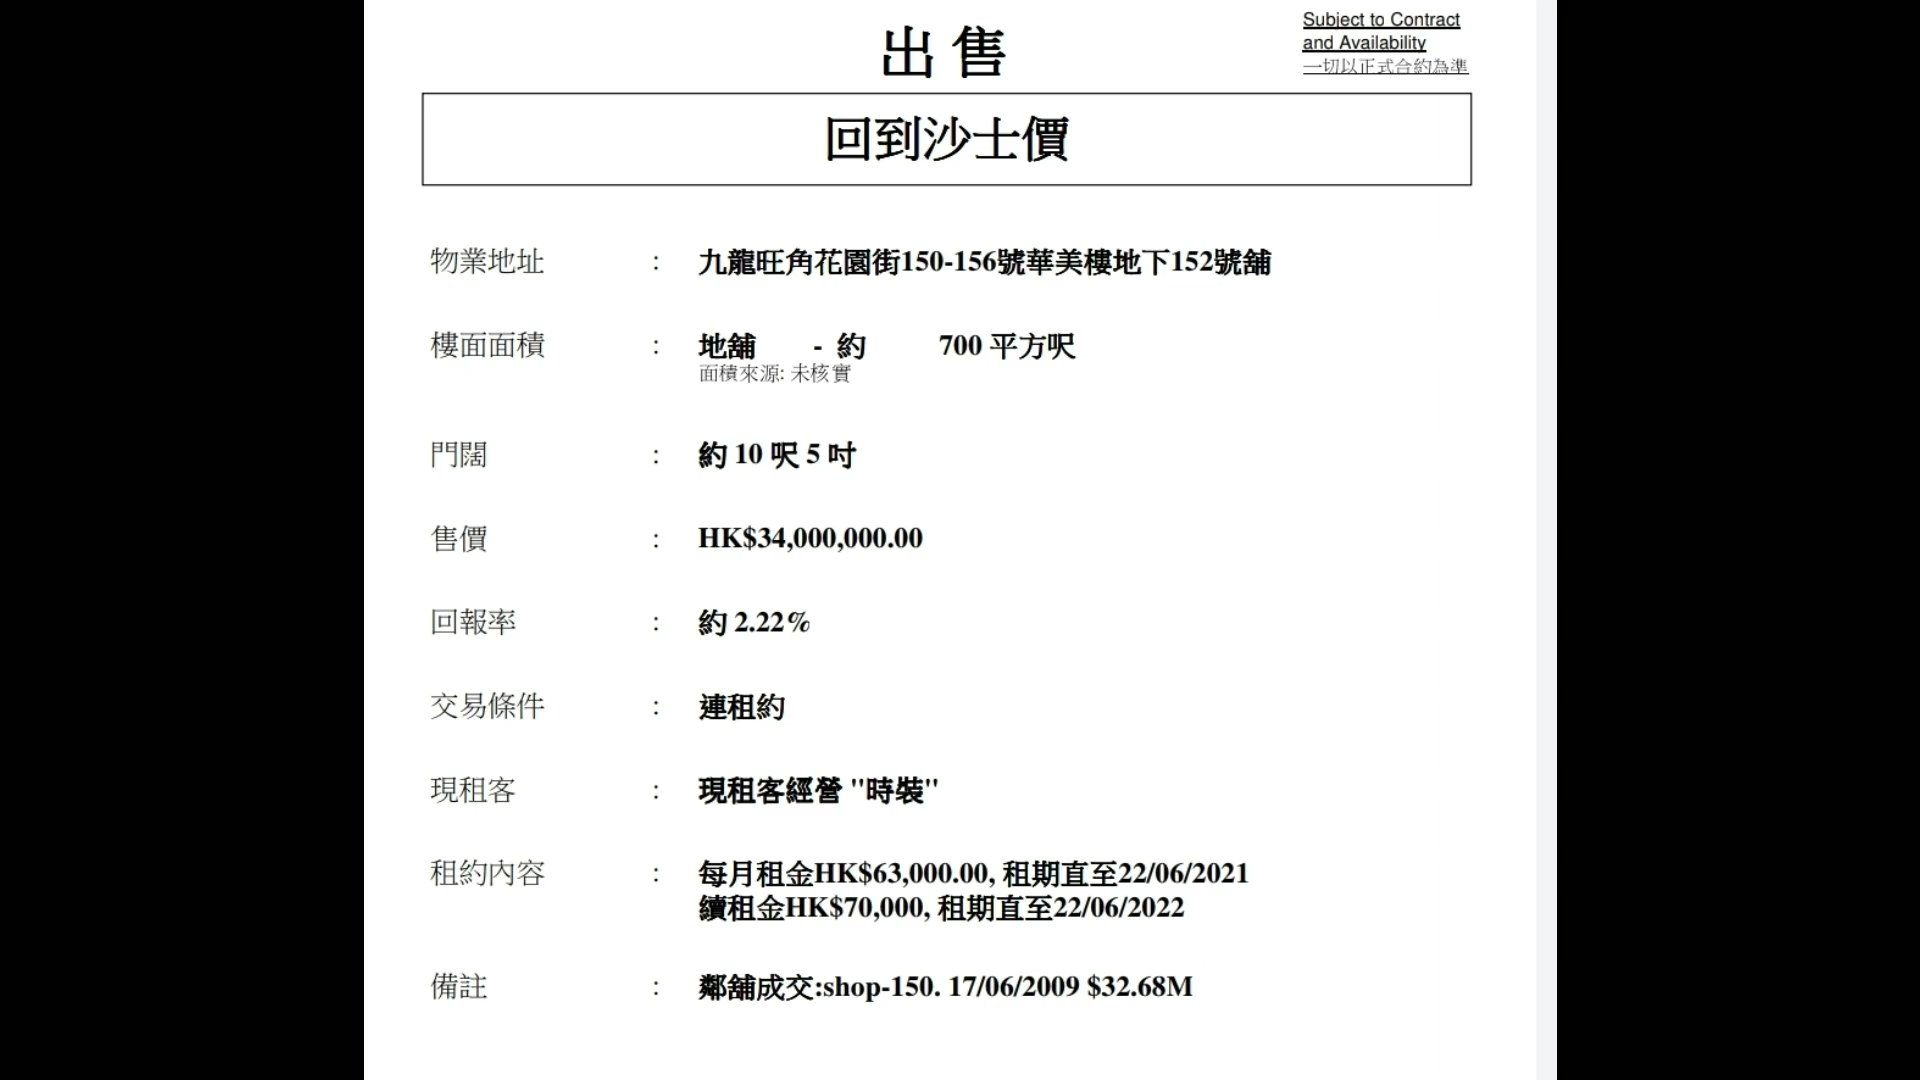 出售
Subject to Contract
and Availability
一切以正式合約為準
回到沙士價
物業地址 : 九龍旺角花園街150-156號華美樓地下152號舖
樓面面積 : 地舖 - 約 700 平方呎
面積來源: 未核實
門闊 : 約 10 呎 5 吋
售價 : HK$34,000,000.00
回報率 : 約 2.22%
交易條件 : 連租約
現租客 : 現租客經營 "時裝"
租約內容 : 每月租金HK$63,000.00, 租期直至22/06/2021
續租金HK$70,000, 租期直至22/06/2022
備註 : 鄰舖成交:shop-150. 17/06/2009 $32.68M